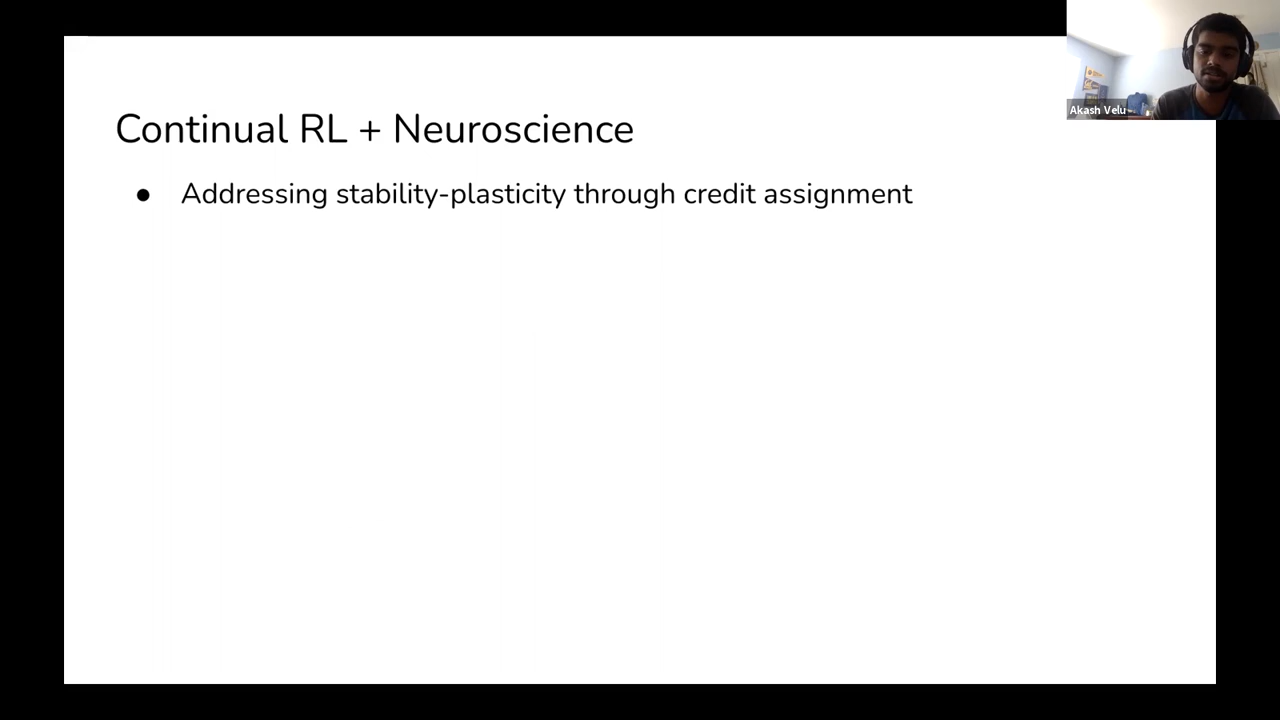 Continual RL + Neuroscience
● Addressing stability-plasticity through credit assignment
Akash Velu